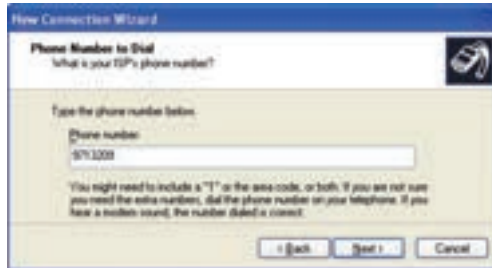 New Connection Wizard
Phone Number to Dial
What is your ISP's phone number?
Type the phone number below.
Phone number:
9713209
You might need to include a "1" or the area code, or both. If you are not sure
you need the extra numbers, dial the phone number on your telephone. If you
hear a modem sound, the number dialed is correct.
< Back
Next >
Cancel